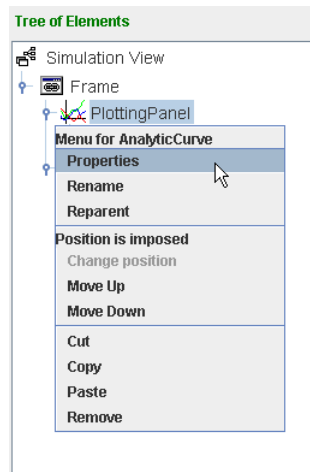 Tree of Elements
Simulation View
Frame
PlottingPanel
Menu for AnalyticCurve
Properties
Rename
Reparent
Position is imposed
Change position
Move Up
Move Down
Cut
Copy
Paste
Remove